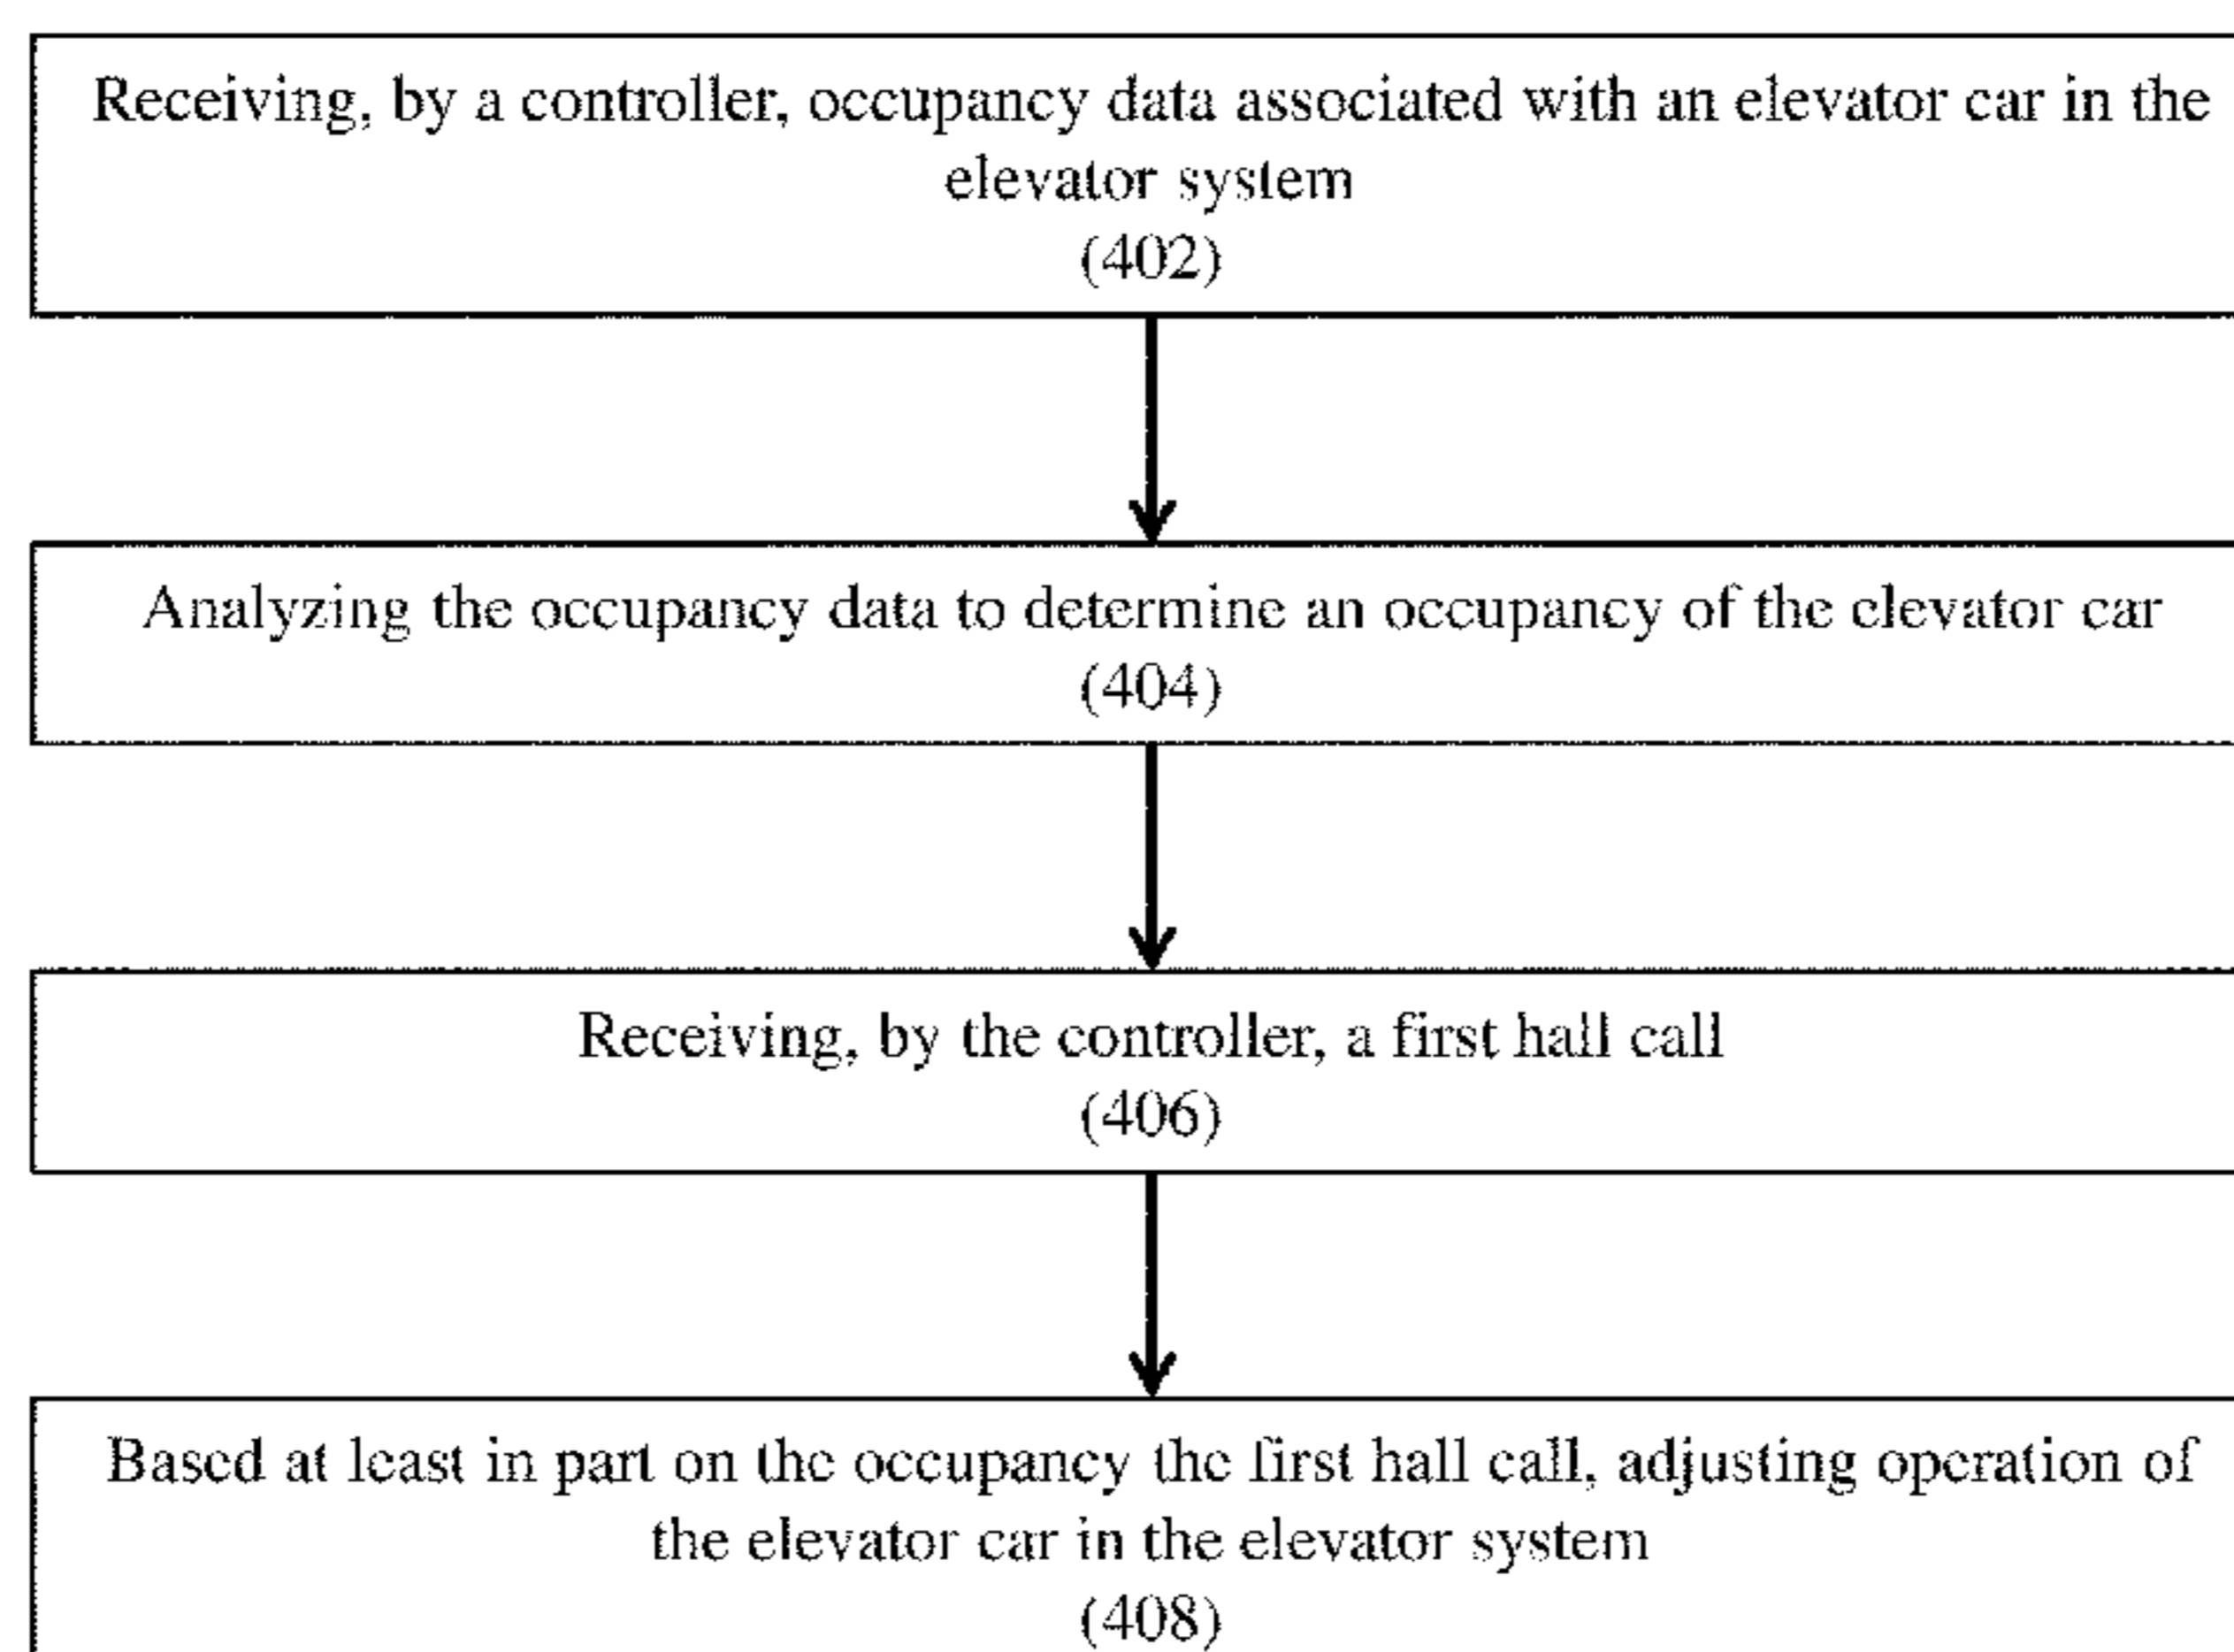 Receiving, by a controller, occupancy data associated with an elevator car in the
elevator system
(402)
Analyzing the occupancy data to determine an occupancy of the elevator car
(404)
Receiving, by the controller, a first hall call
(406)
Based at least in part on the occupancy the first hall call, adjusting operation of
the elevator car in the elevator system
(408)